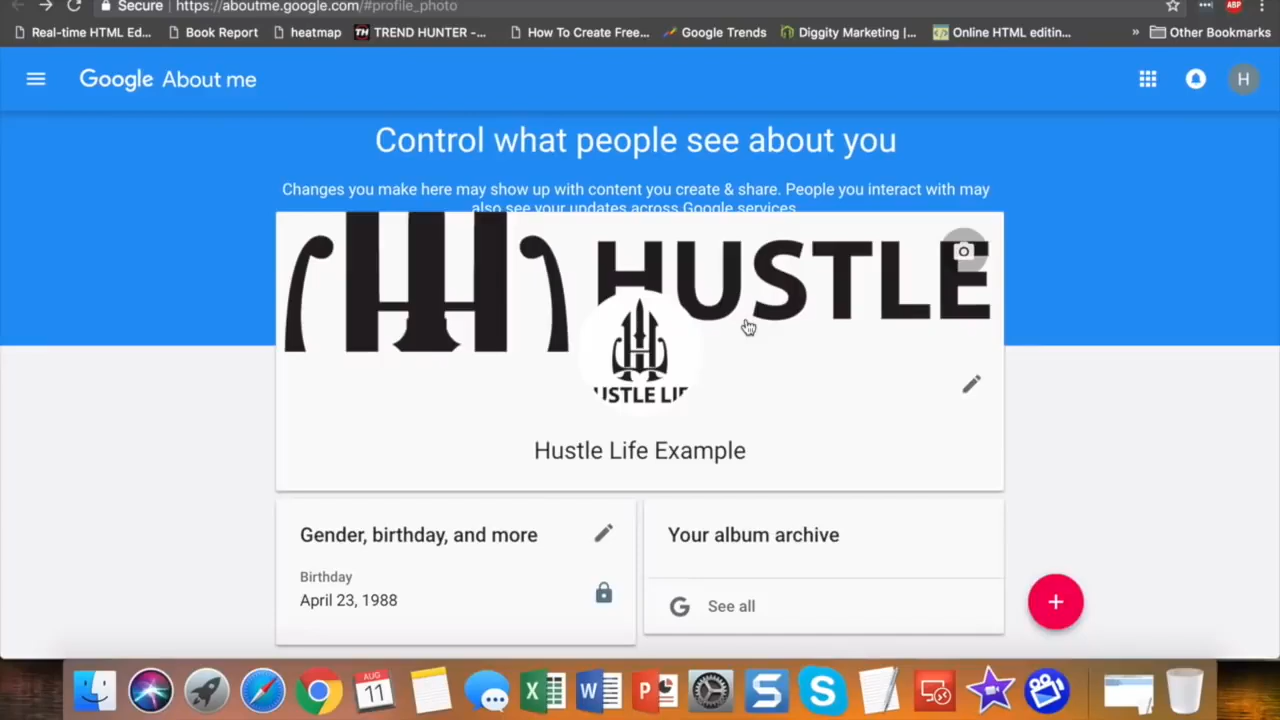 Secure https://aboutme.google.com/#profile_photo
ABP
Real-time HTML Ed... Book Report heatmap TH TREND HUNTER -... How To Create Free... Google Trends Diggity Marketing |... Online HTML editin... » Other Bookmarks
Google About me
H
Control what people see about you
Changes you make here may show up with content you create & share. People you interact with may
also see your updates across Google services.
HUSTLE
USTLE LIF
Hustle Life Example
Gender, birthday, and more
Your album archive
Birthday
April 23, 1988
G See all
+
AUG
11
X W P S S